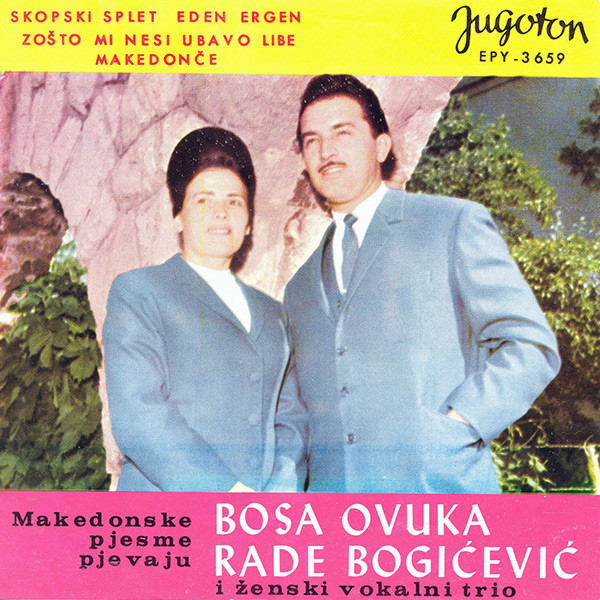 SKOPSKI SPLET EDEN ERGEN
ZOŠTO MI NESI UBAVO LIBE
MAKEDONČE
Jugoton
EPY-3659
Makedonske
pjesme
pjevaju
BOSA OVUKA
RADE BOGIĆEVIĆ
i ženski vokalni trio